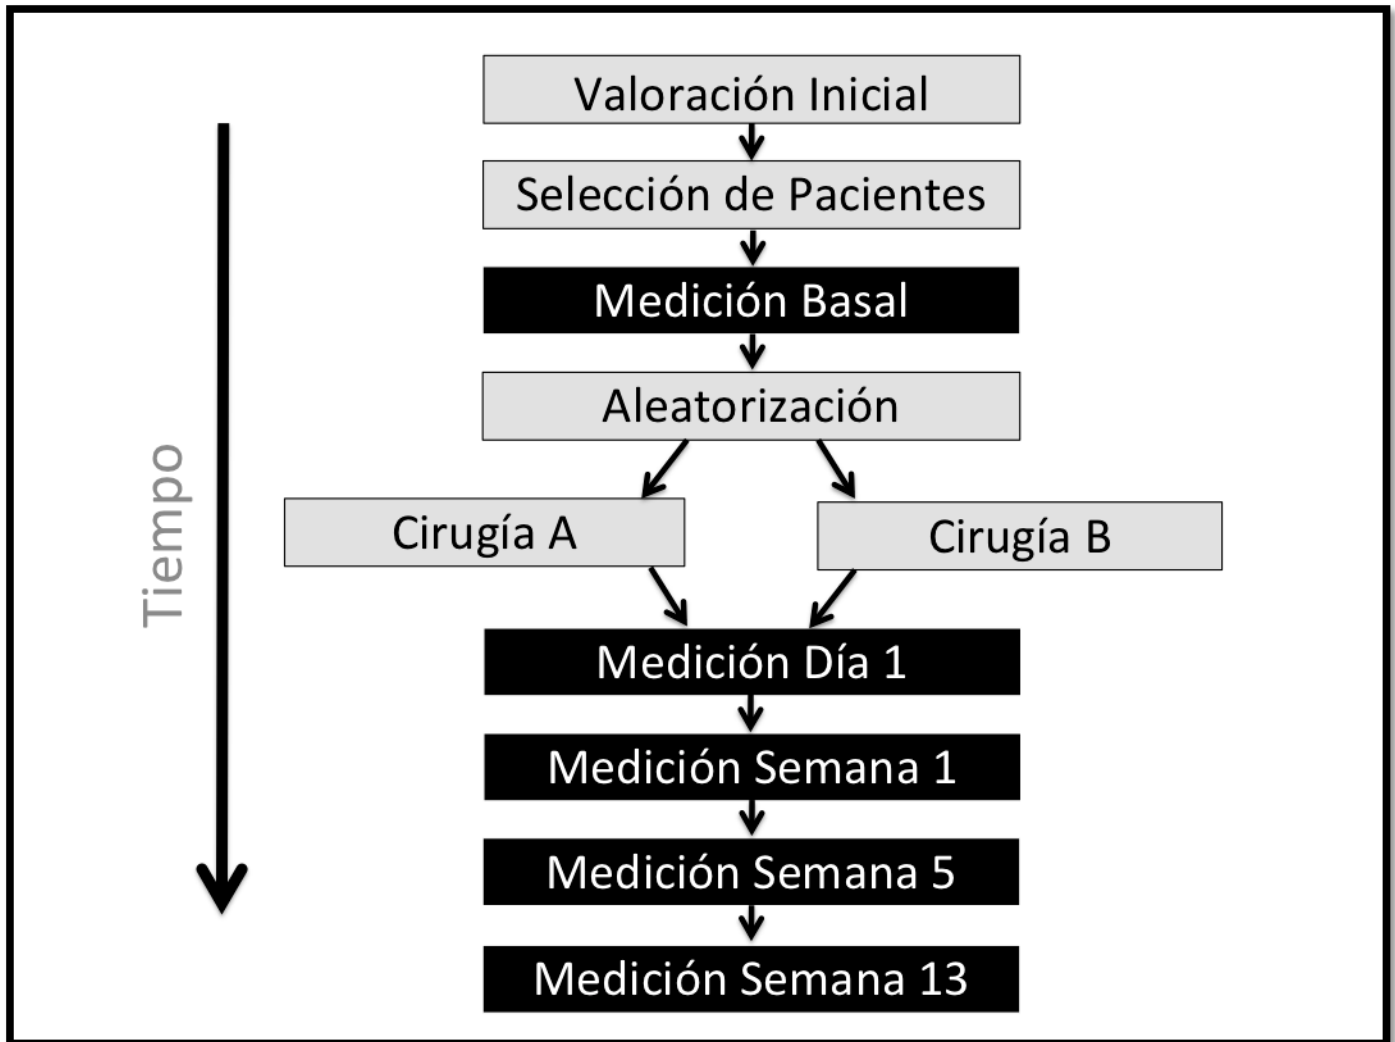 Valoración Inicial
Selección de Pacientes
Medición Basal
Aleatorización
Cirugía A
Cirugía B
Medición Día 1
Medición Semana 1
Medición Semana 5
Medición Semana 13
Tiempo